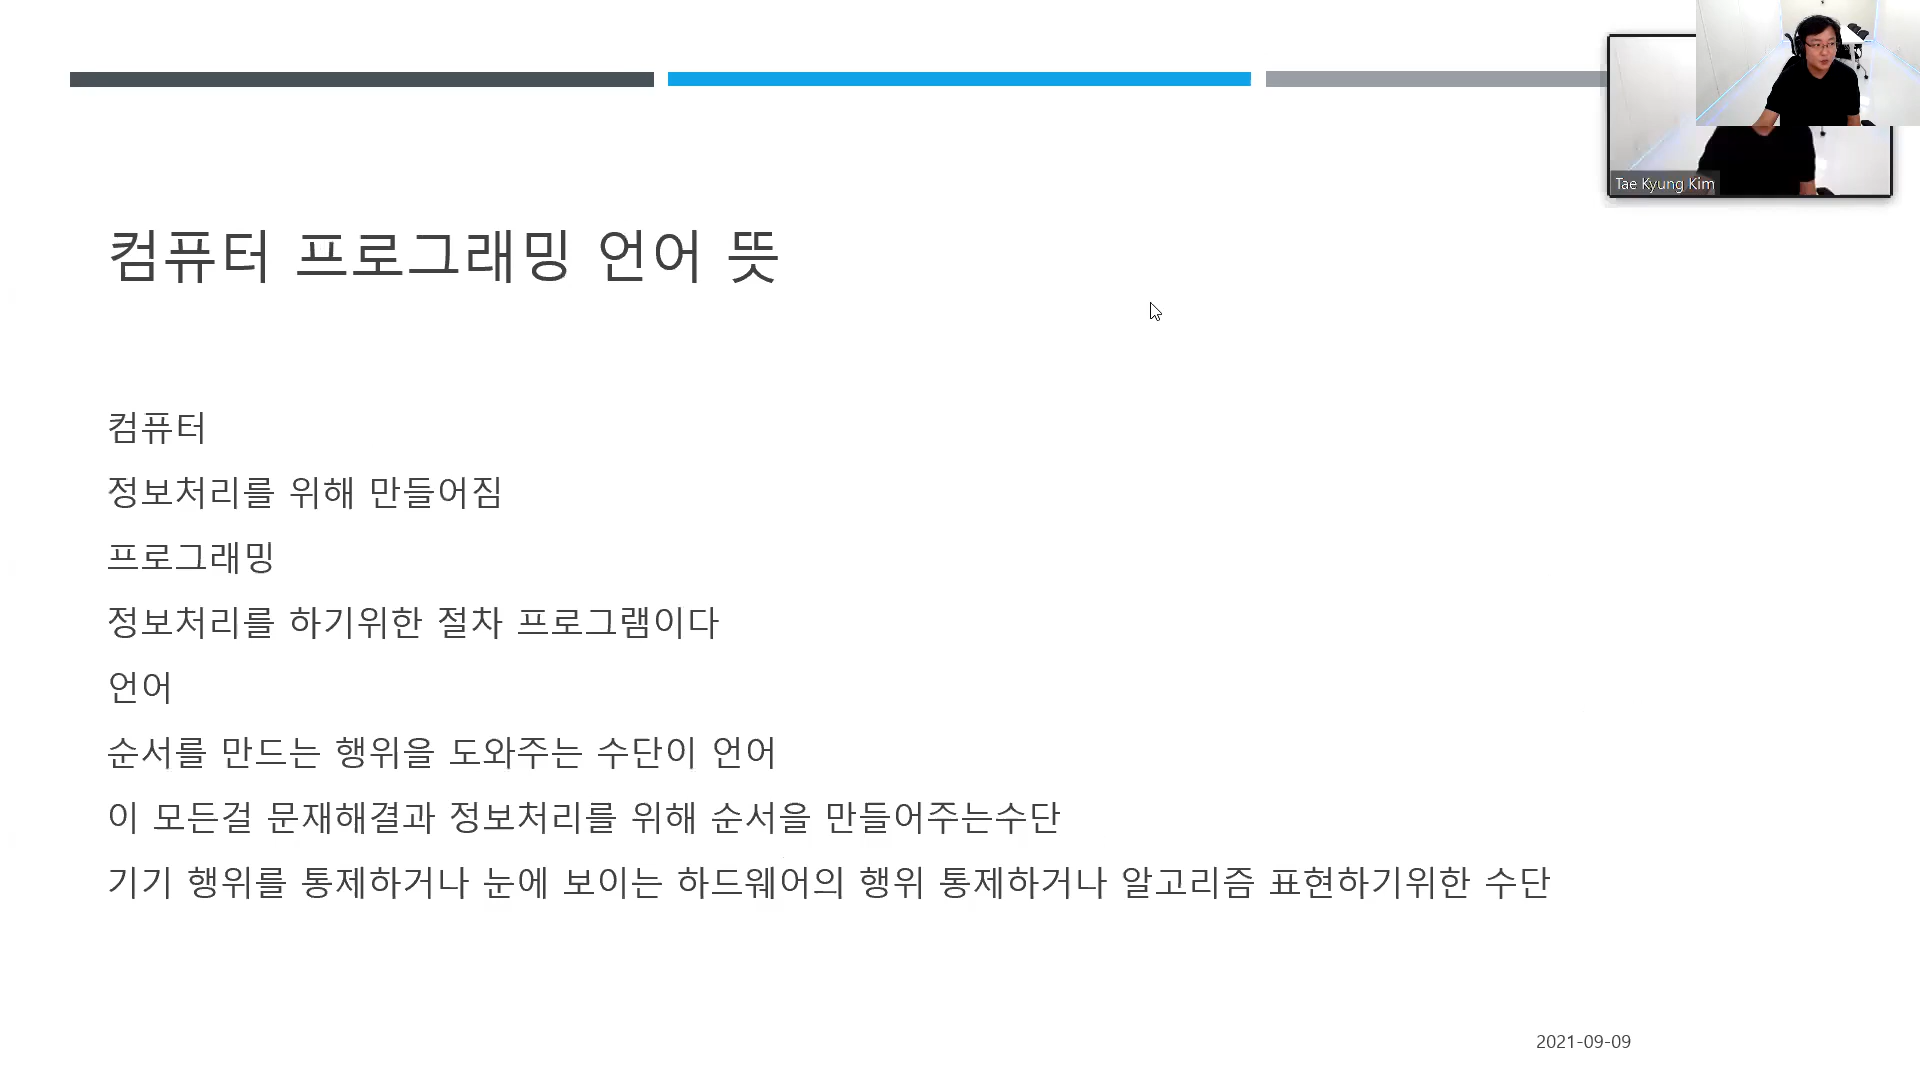 Tae Kyung Kim
컴퓨터 프로그래밍 언어 뜻
컴퓨터
정보처리를 위해 만들어짐
프로그래밍
정보처리를 하기위한 절차 프로그램이다
언어
순서를 만드는 행위을 도와주는 수단이 언어
이 모든걸 문재해결과 정보처리를 위해 순서을 만들어주는수단
기기 행위를 통제하거나 눈에 보이는 하드웨어의 행위 통제하거나 알고리즘 표현하기위한 수단
2021-09-09